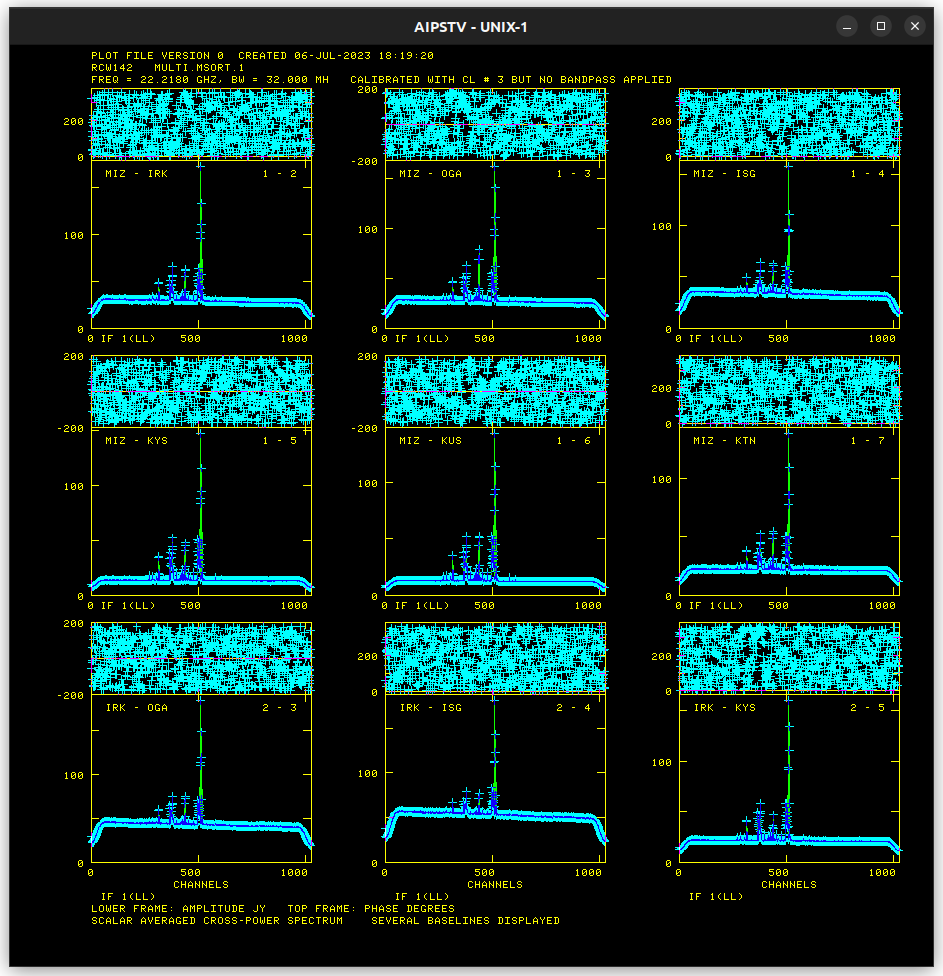 AIPSTV - UNIX-1
PLOT FILE VERSION 0 CREATED 06-JUL-2023 18:19:20
RCW142 MULTI.MSORT.1
FREQ = 22.2180 GHZ, BW = 32.000 MH CALIBRATED WITH CL # 3 BUT NO BANDPASS APPLIED
200 200 200
0 -200 0
MIZ - IRK 1 - 2 MIZ - OGA 1 - 3 MIZ - ISG 1 - 4
100 100 100
0 0 0
0 IF 1(LL) 500 1000 0 IF 1(LL) 500 1000 0 IF 1(LL) 500 1000
200 200 200
-200 -200 0
MIZ - KYS 1 - 5 MIZ - KUS 1 - 6 MIZ - KTN 1 - 7
100 100 100
0 0 0
0 IF 1(LL) 500 1000 0 IF 1(LL) 500 1000 0 IF 1(LL) 500 1000
200 200 200
-200 0 0
IRK - OGA 2 - 3 IRK - ISG 2 - 4 IRK - KYS 2 - 5
100 100 100
0 0 0
0 500 1000 0 500 1000 0 500 1000
CHANNELS CHANNELS
IF 1(LL) IF 1(LL) IF 1(LL)
LOWER FRAME: AMPLITUDE JY TOP FRAME: PHASE DEGREES
SCALAR AVERAGED CROSS-POWER SPECTRUM SEVERAL BASELINES DISPLAYED